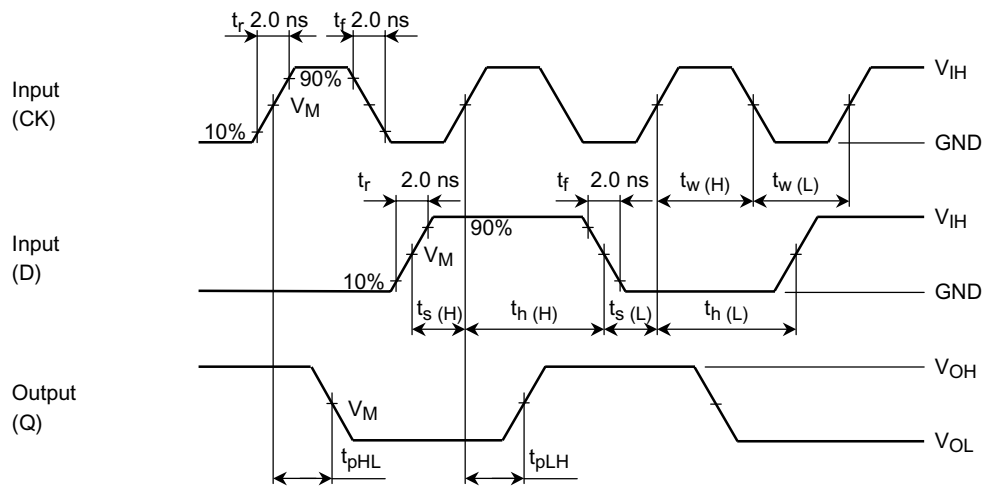 tr 2.0 ns tf 2.0 ns
Input
(CK)
90%
VM
10%
VIH
GND
tr 2.0 ns tf 2.0 ns tw (H) tw (L)
Input
(D)
90%
VM
10%
VIH
GND
ts (H) th (H) ts (L) th (L)
Output
(Q)
VM
VOH
VOL
tpHL tpLH